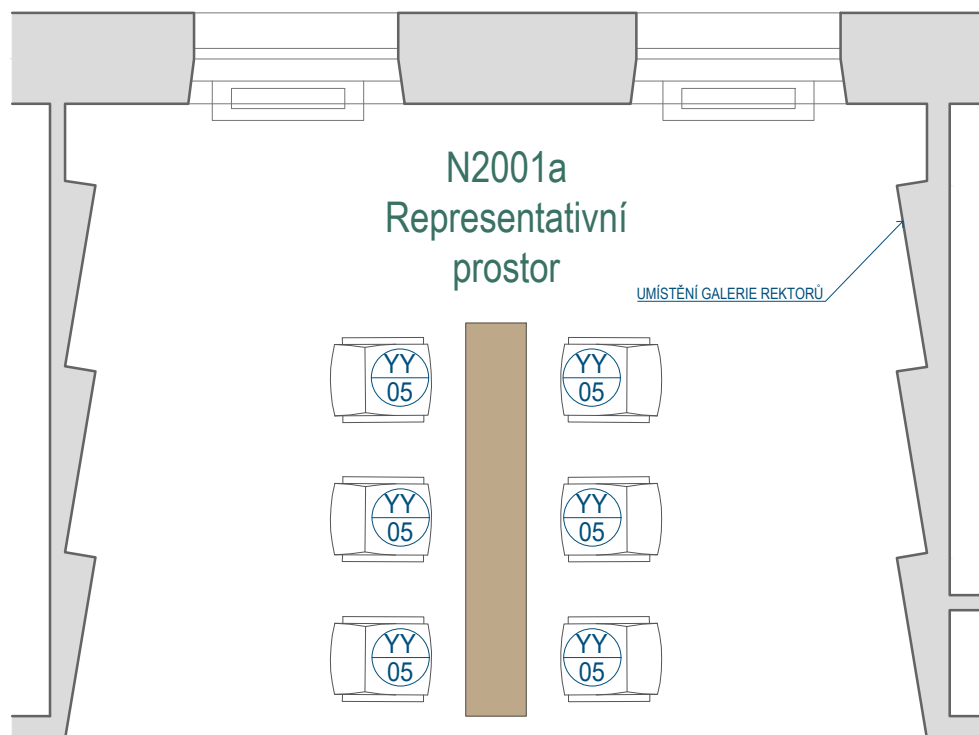 N2001a
Representativní
prostor
UMÍSTĚNÍ GALERIE REKTORŮ
YY
05
YY
05
YY
05
YY
05
YY
05
YY
05